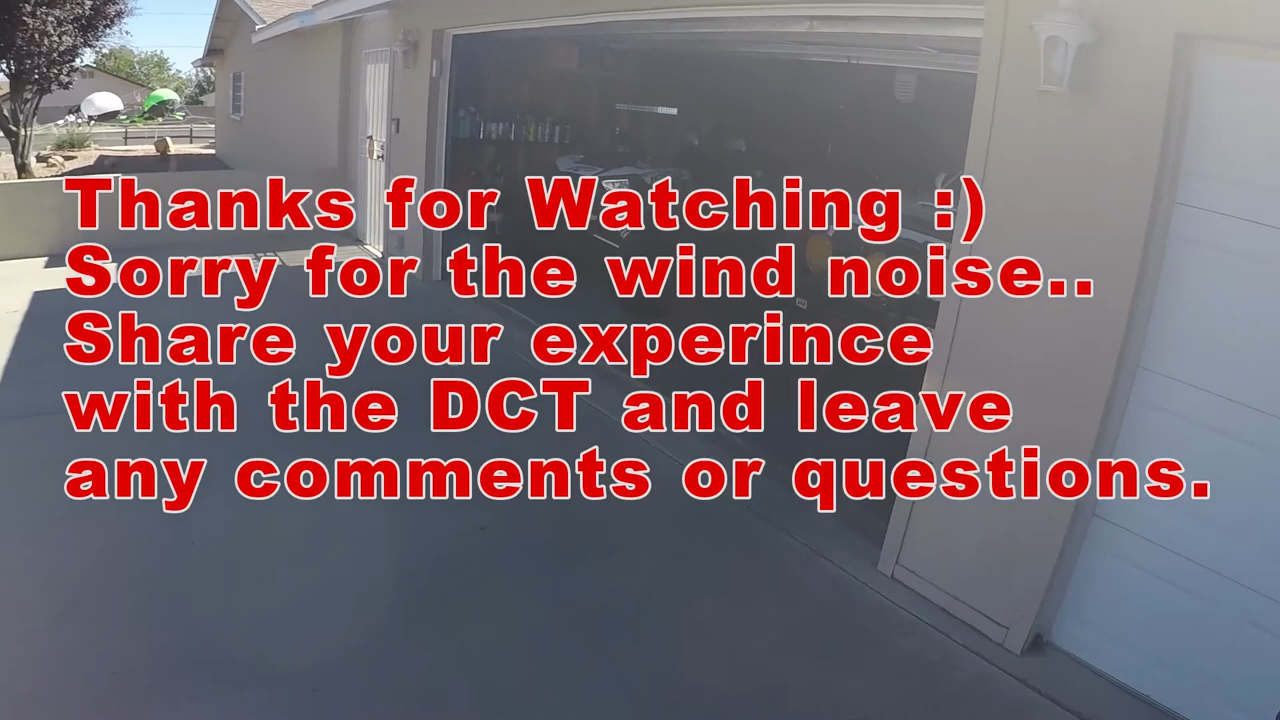 Thanks for Watching :)
Sorry for the wind noise..
Share your experince
with the DCT and leave
any comments or questions.